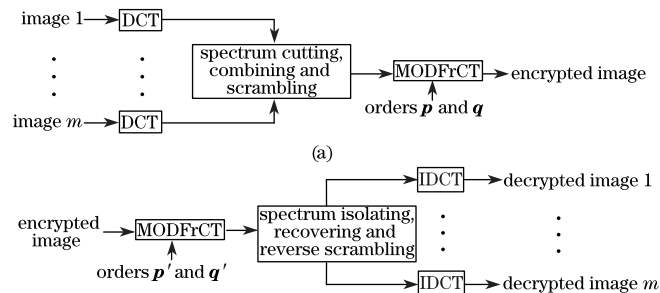 image 1
DCT
spectrum cutting,
combining and
scrambling
MODFrCT
encrypted image
orders p and q
image m
DCT
(a)
IDCT
decrypted image 1
encrypted
image
MODFrCT
spectrum isolating,
recovering and
reverse scrambling
orders p′ and q′
IDCT
decrypted image m